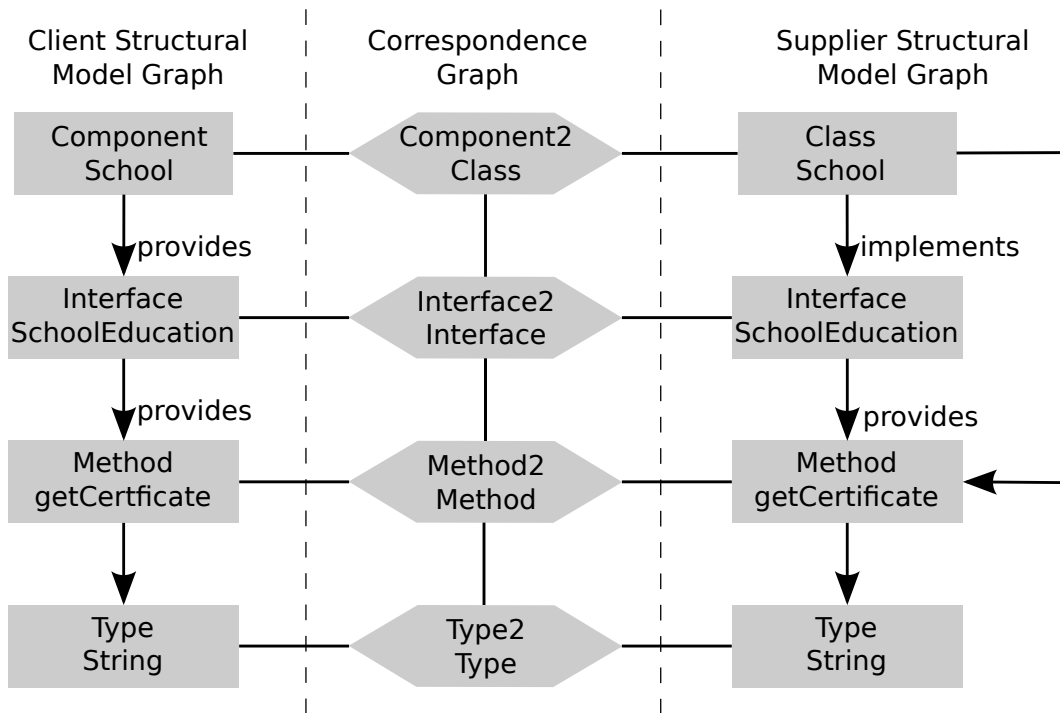 Client Structural
Model Graph
Correspondence
Graph
Supplier Structural
Model Graph
Component
School
Component2
Class
Class
School
provides
implements
Interface
SchoolEducation
Interface2
Interface
Interface
SchoolEducation
provides
provides
Method
getCertficate
Method2
Method
Method
getCertificate
Type
String
Type2
Type
Type
String